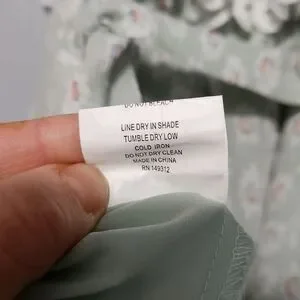 DO NOT BLEACH
LINE DRY IN SHADE
TUMBLE DRY LOW
COLD IRON
DO NOT DRY CLEAN
MADE IN CHINA
RN 149312